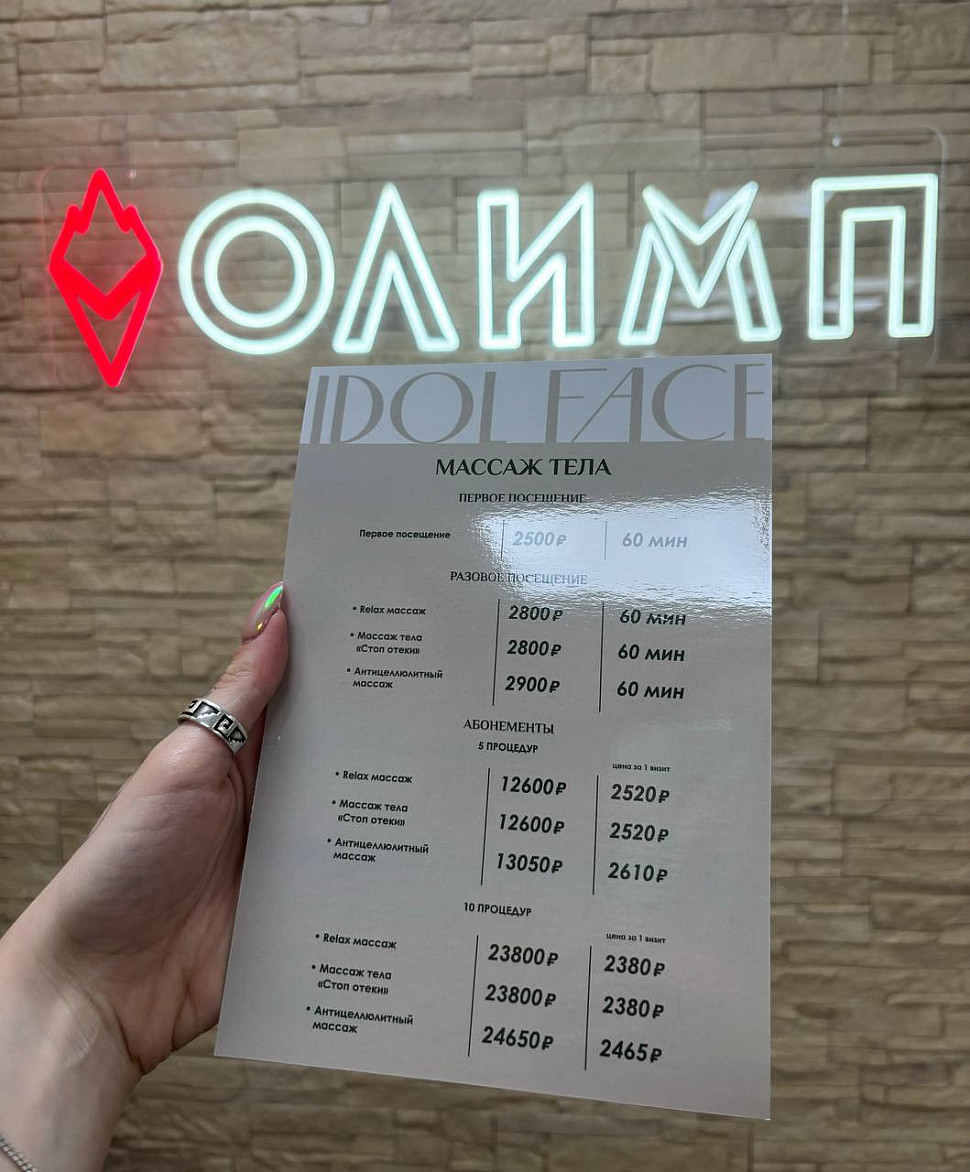 ОЛИМП
IDOL FACE
МАССАЖ ТЕЛА
ПЕРВОЕ ПОСЕЩЕНИЕ
Первое посещение 2500₽ 60 мин
РАЗОВОЕ ПОСЕЩЕНИЕ
• Relax массаж 2800₽ 60 мин
• Массаж тела
«Стоп отеки» 2800₽ 60 мин
• Антицеллюлитный
массаж 2900₽ 60 мин
АБОНЕМЕНТЫ
5 ПРОЦЕДУР
цена за 1 визит
• Relax массаж 12600₽ 2520₽
• Массаж тела
«Стоп отеки» 12600₽ 2520₽
• Антицеллюлитный
массаж 13050₽ 2610₽
10 ПРОЦЕДУР
цена за 1 визит
• Relax массаж 23800₽ 2380₽
• Массаж тела
«Стоп отеки» 23800₽ 2380₽
• Антицеллюлитный
массаж 24650₽ 2465₽